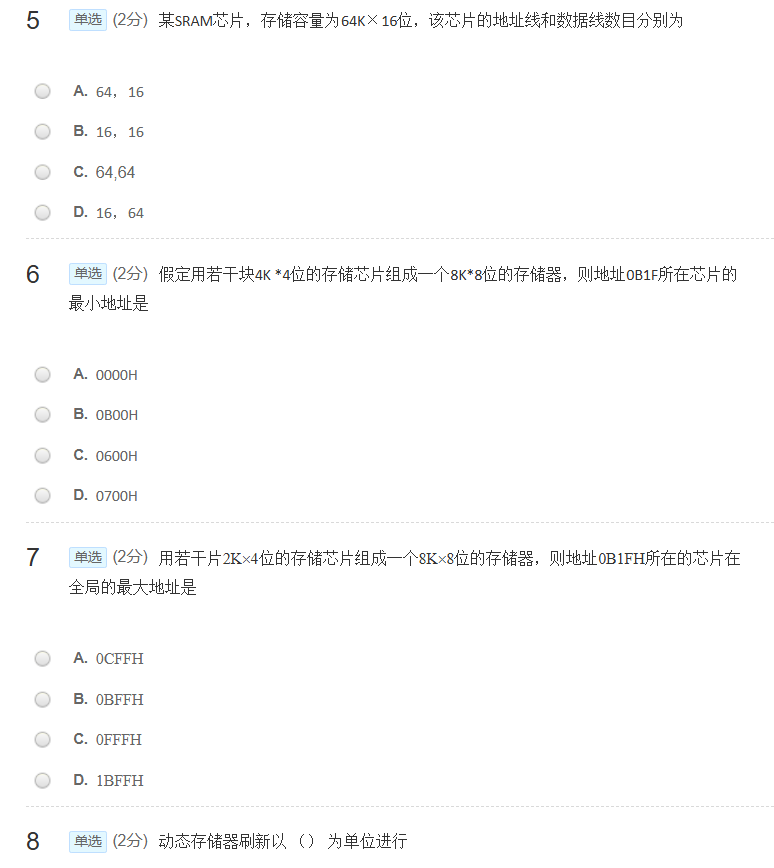 5 单选 (2分) 某SRAM芯片，存储容量为64K×16位，该芯片的地址线和数据线数目分别为
A. 64，16
B. 16，16
C. 64,64
D. 16，64
6 单选 (2分) 假定用若干块4K *4位的存储芯片组成一个8K*8位的存储器，则地址0B1F所在芯片的
最小地址是
A. 0000H
B. 0B00H
C. 0600H
D. 0700H
7 单选 (2分) 用若干片2K×4位的存储芯片组成一个8K×8位的存储器，则地址0B1FH所在的芯片在
全局的最大地址是
A. 0CFFH
B. 0BFFH
C. 0FFFH
D. 1BFFH
8 单选 (2分) 动态存储器刷新以 （） 为单位进行